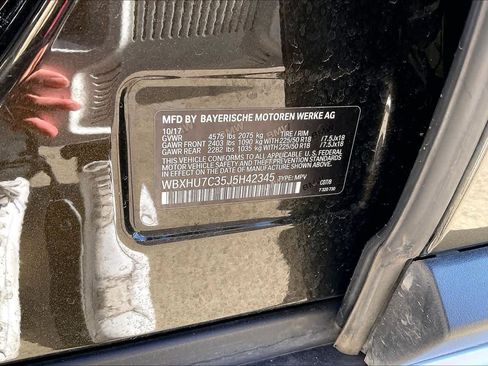 MFD BY BAYERISCHE MOTOREN WERKE AG
10/17
GVWR 4575 lbs 2075 kg TIRE / RIM
GAWR FRONT 2403 lbs 1090 kg WITH 225/50 R18 /7.5Jx18
GAWR REAR 2282 lbs 1035 kg WITH 225/50 R18 /7.5Jx18
THIS VEHICLE CONFORMS TO ALL APPLICABLE FEDERAL
MOTOR VEHICLE SAFETY AND THEFT PREVENTION STANDARDS
IN EFFECT ON THE DATE OF MANUFACTURE SHOWN ABOVE.
WBXHU7C35J5H42345 TYPE: MPV